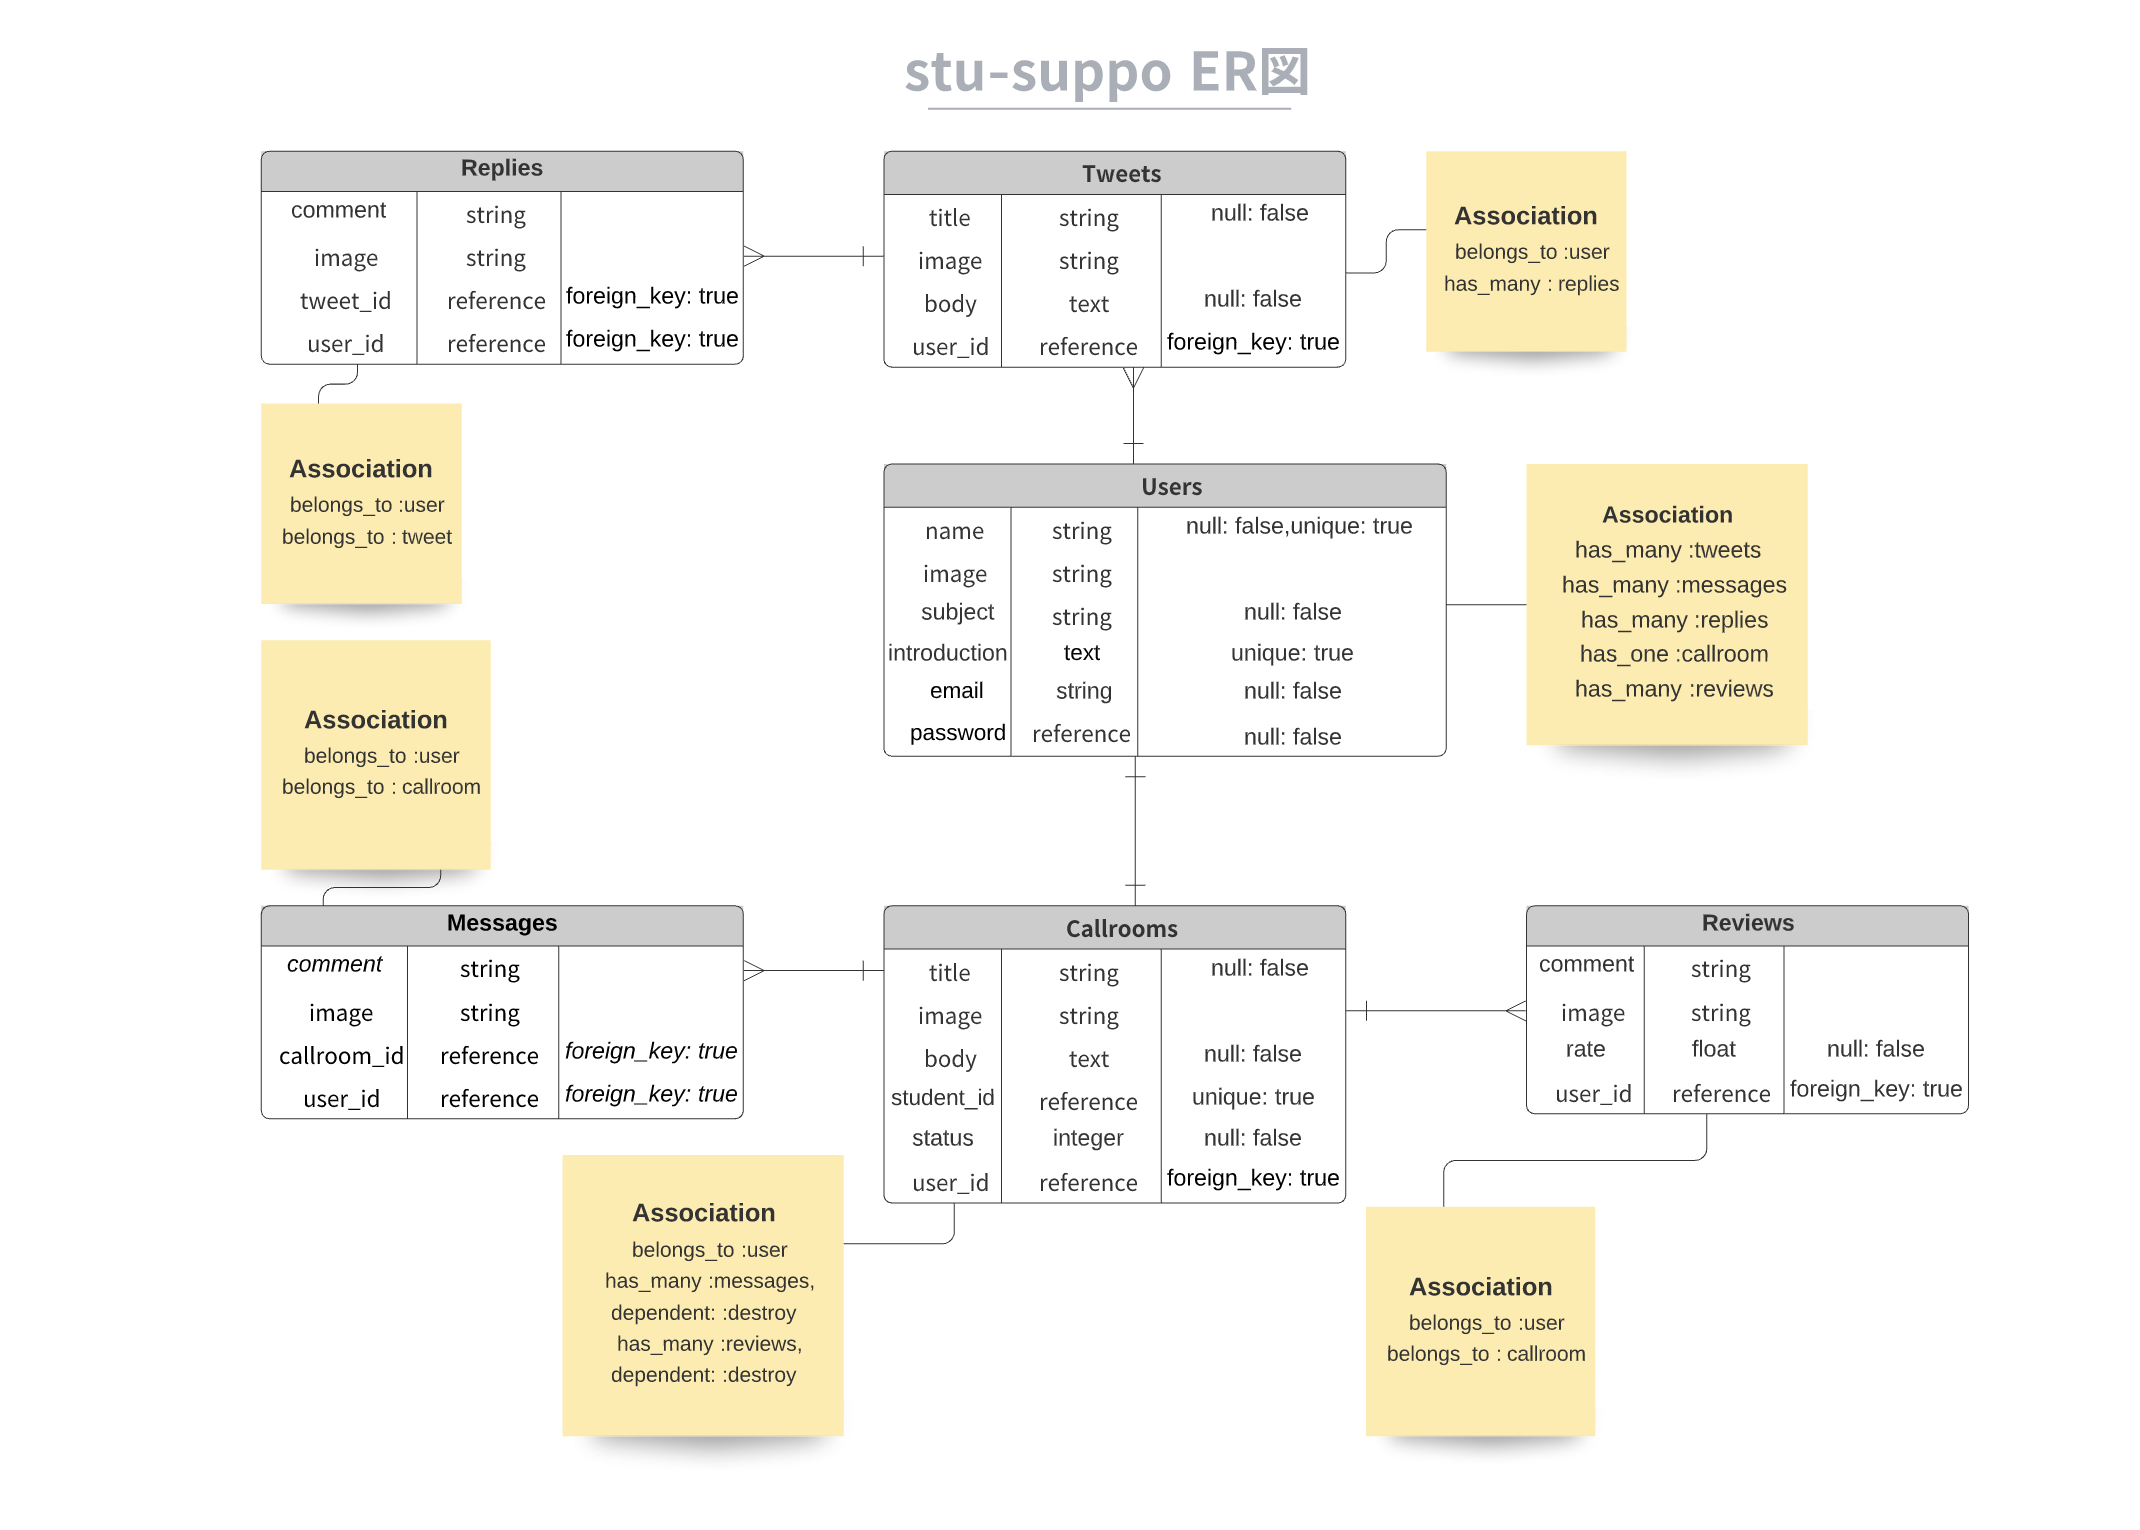 stu-suppo ER図
Replies
comment string
image string
tweet_id reference foreign_key: true
user_id reference foreign_key: true
Tweets
title string null: false
image string
body text null: false
user_id reference foreign_key: true
Association
belongs_to :user
has_many : replies
Association
belongs_to :user
belongs_to : tweet
Users
name string null: false,unique: true
image string
subject string null: false
introduction text unique: true
email string null: false
password reference null: false
Association
has_many :tweets
has_many :messages
has_many :replies
has_one :callroom
has_many :reviews
Association
belongs_to :user
belongs_to : callroom
Messages
comment string
image string
callroom_id reference foreign_key: true
user_id reference foreign_key: true
Callrooms
title string null: false
image string
body text null: false
student_id reference unique: true
status integer null: false
user_id reference foreign_key: true
Reviews
comment string
image string
rate float null: false
user_id reference foreign_key: true
Association
belongs_to :user
has_many :messages,
dependent: :destroy
has_many :reviews,
dependent: :destroy
Association
belongs_to :user
belongs_to : callroom